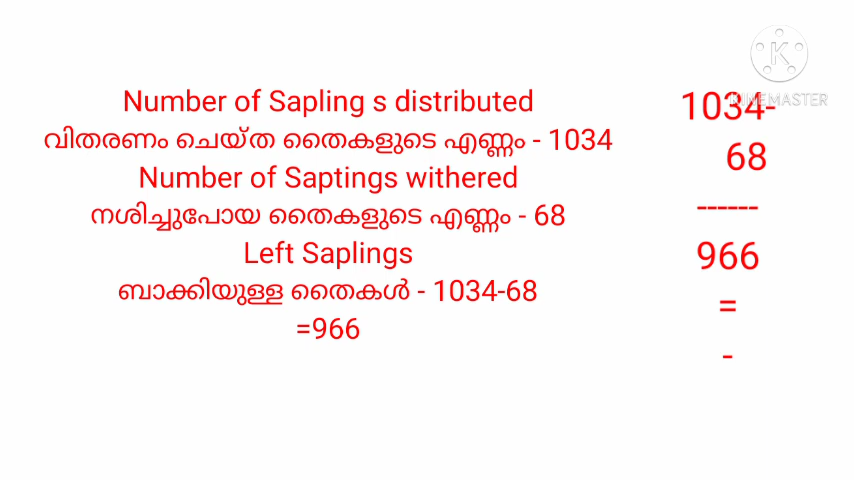 Number of Sapling s distributed
വിതരണം ചെയ്ത തൈകളുടെ എണ്ണം - 1034
Number of Saptings withered
നശിച്ചുപോയ തൈകളുടെ എണ്ണം - 68
Left Saplings
ബാക്കിയുള്ള തൈകൾ - 1034-68
=966
1034-
68
------
966
=
-
KINEMASTER